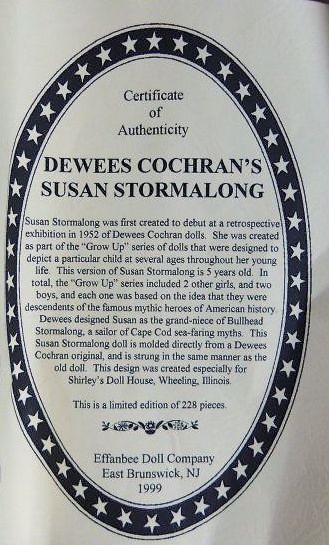 Certificate
of
Authenticity
DEWEES COCHRAN'S
SUSAN STORMALONG
Susan Stormalong was first created to debut at a retrospective
exhibition in 1952 of Dewees Cochran dolls. She was created
as part of the "Grow Up" series of dolls that were designed to
depict a particular child at several ages throughout her young
life. This version of Susan Stormalong is 5 years old. In
total, the "Grow Up" series included 2 other girls, and two
boys, and each one was based on the idea that they were
descendents of the famous mythic heroes of American history.
Dewees designed Susan as the grand-niece of Bullhead
Stormalong, a sailor of Cape Cod sea-faring myths. This
Susan Stormalong doll is molded directly from a Dewees
Cochran original, and is strung in the same manner as the
old doll. This design was created especially for
Shirley's Doll House, Wheeling, Illinois.
This is a limited edition of 228 pieces.
Effanbee Doll Company
East Brunswick, NJ
1999